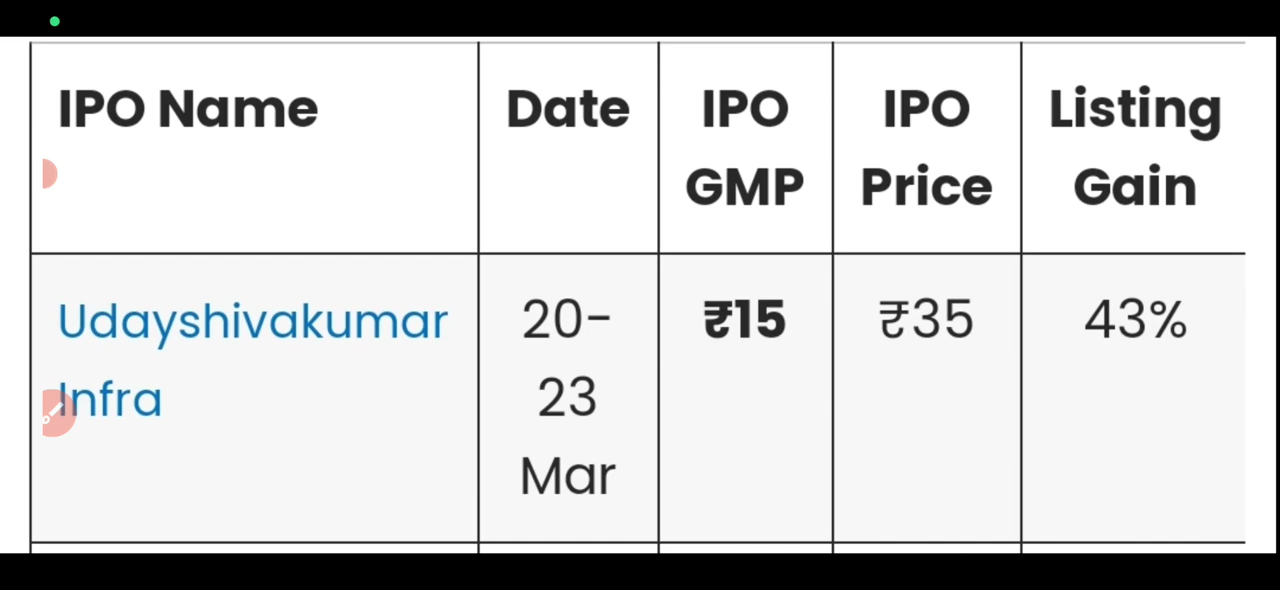 IPO Name Date IPO IPO Listing
GMP Price Gain
Udayshivakumar 20- ₹15 ₹35 43%
Infra 23
Mar